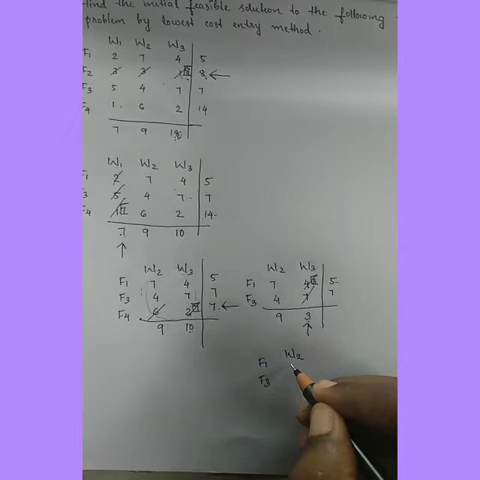 find the initial feasible solution to the following
problem by lowest cost entry method.
W1 W2 W3
F1 2 7 4 5
F2 3 3 1 8
F3 5 4 7 7
F4 1 6 2 14
7 9 18
W1 W2 W3
F1 2 7 4 5
F3 5 4 7 7
F4 1 6 2 14
7 9 10
W2 W3
F1 7 4 5
F3 4 7 7
F4 6 2 7
9 10
W2 W3
F1 7 4 5
F3 4 7 7
9 3
W2
F1
F3